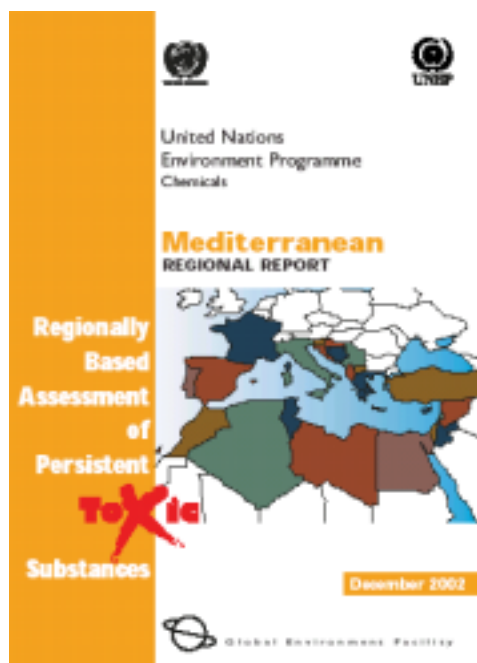 UNEP
United Nations
Environment Programme
Chemicals
Mediterranean
REGIONAL REPORT
Regionally
Based
Assessment
of
Persistent
Toxic
Substances
December 2002
Global Environment Facility